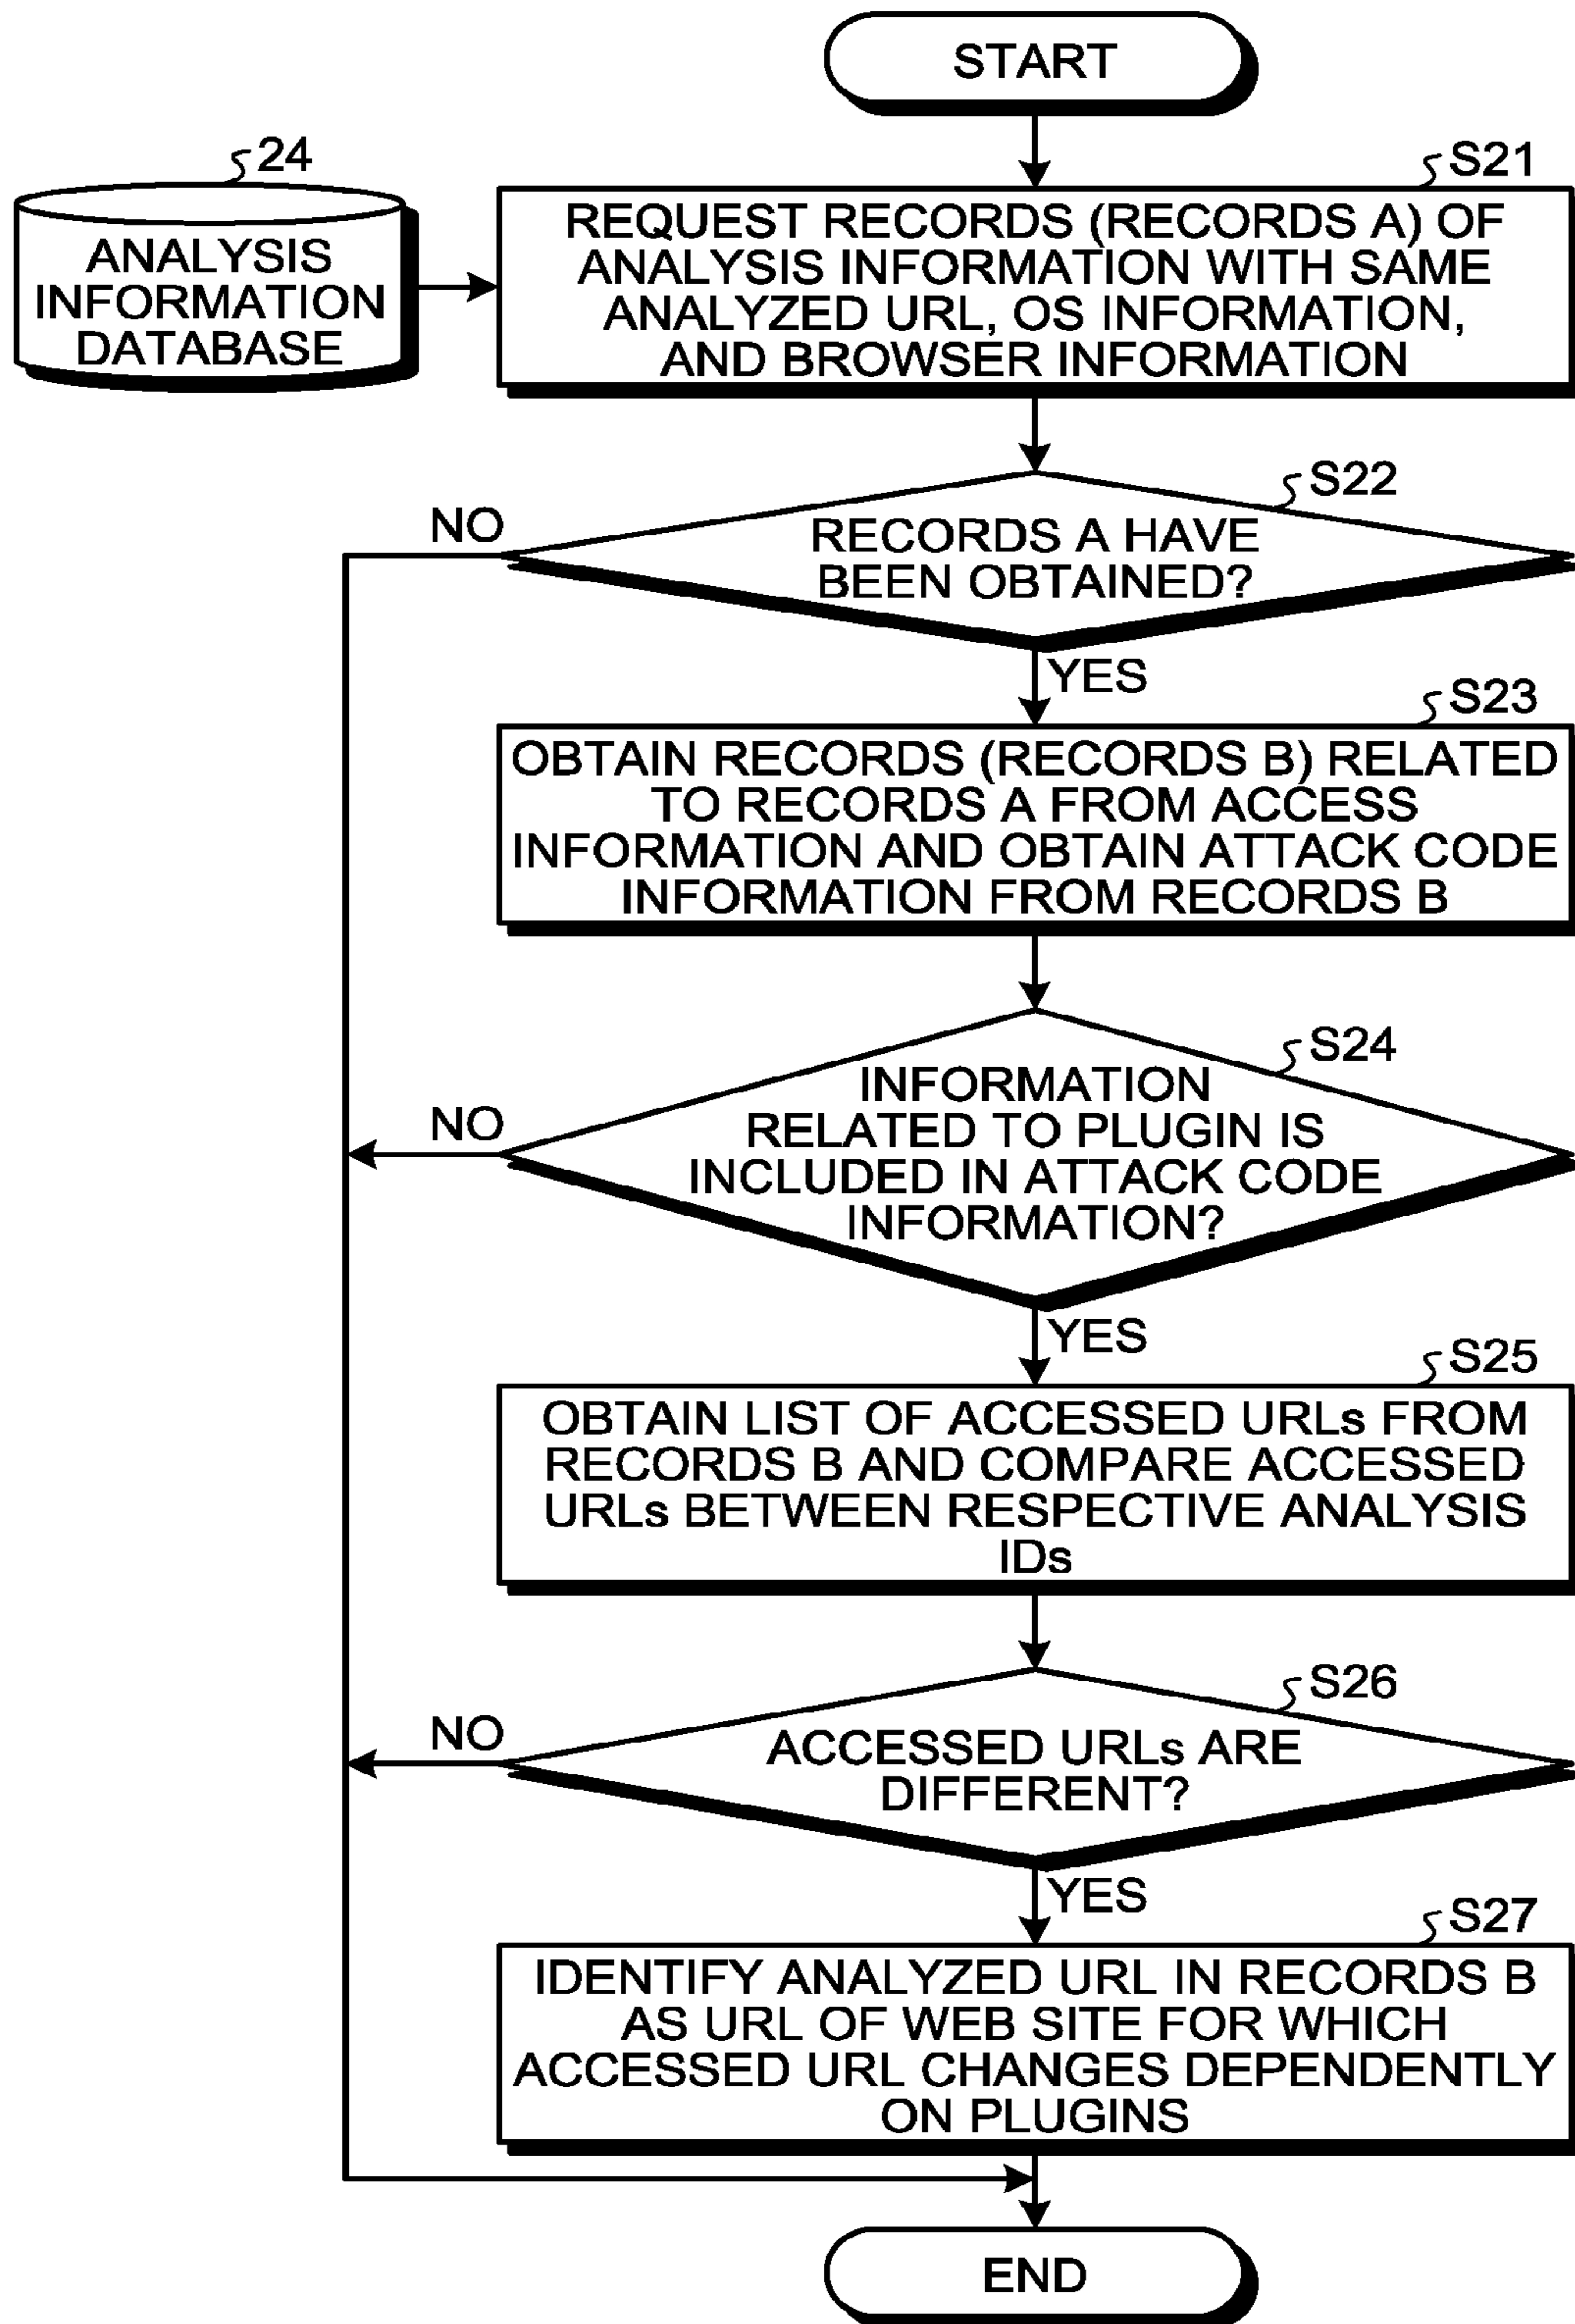 START
24
ANALYSIS
INFORMATION
DATABASE
S21
REQUEST RECORDS (RECORDS A) OF
ANALYSIS INFORMATION WITH SAME
ANALYZED URL, OS INFORMATION,
AND BROWSER INFORMATION
S22
NO
RECORDS A HAVE
BEEN OBTAINED?
YES
S23
OBTAIN RECORDS (RECORDS B) RELATED
TO RECORDS A FROM ACCESS
INFORMATION AND OBTAIN ATTACK CODE
INFORMATION FROM RECORDS B
S24
NO
INFORMATION
RELATED TO PLUGIN IS
INCLUDED IN ATTACK CODE
INFORMATION?
YES
S25
OBTAIN LIST OF ACCESSED URLs FROM
RECORDS B AND COMPARE ACCESSED
URLs BETWEEN RESPECTIVE ANALYSIS
IDs
S26
NO
ACCESSED URLs ARE
DIFFERENT?
YES
S27
IDENTIFY ANALYZED URL IN RECORDS B
AS URL OF WEB SITE FOR WHICH
ACCESSED URL CHANGES DEPENDENTLY
ON PLUGINS
END